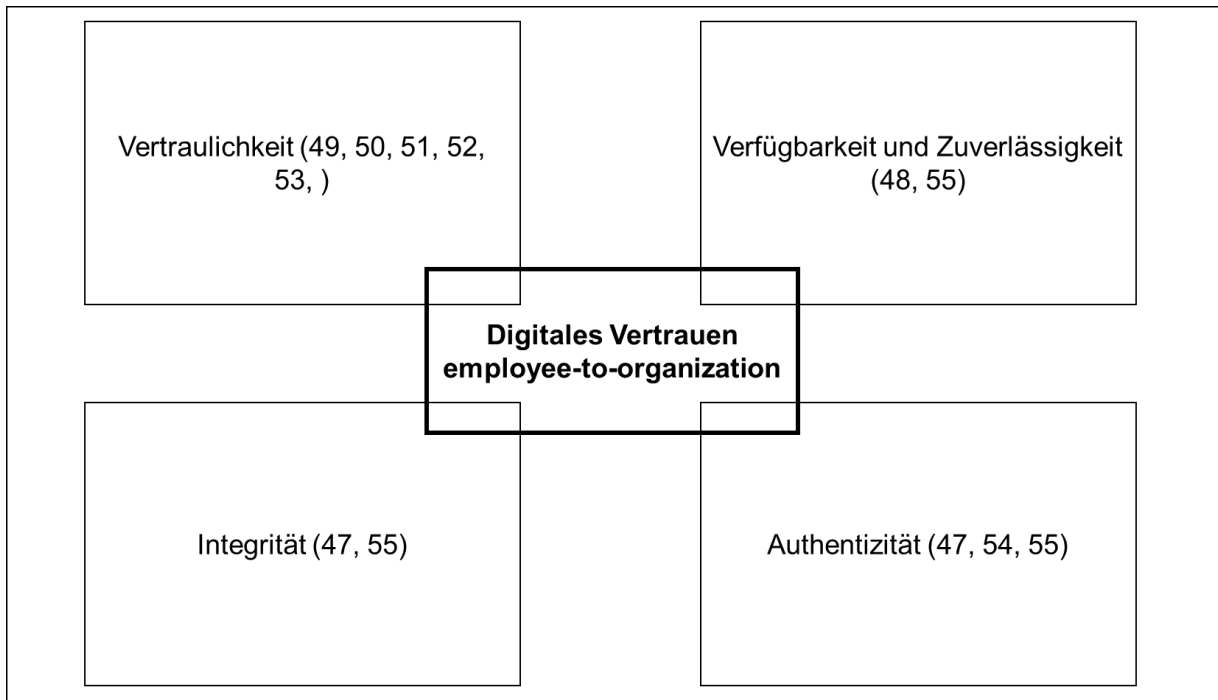 Vertraulichkeit (49, 50, 51, 52,
53, )
Verfügbarkeit und Zuverlässigkeit
(48, 55)
Digitales Vertrauen
employee-to-organization
Integrität (47, 55)
Authentizität (47, 54, 55)